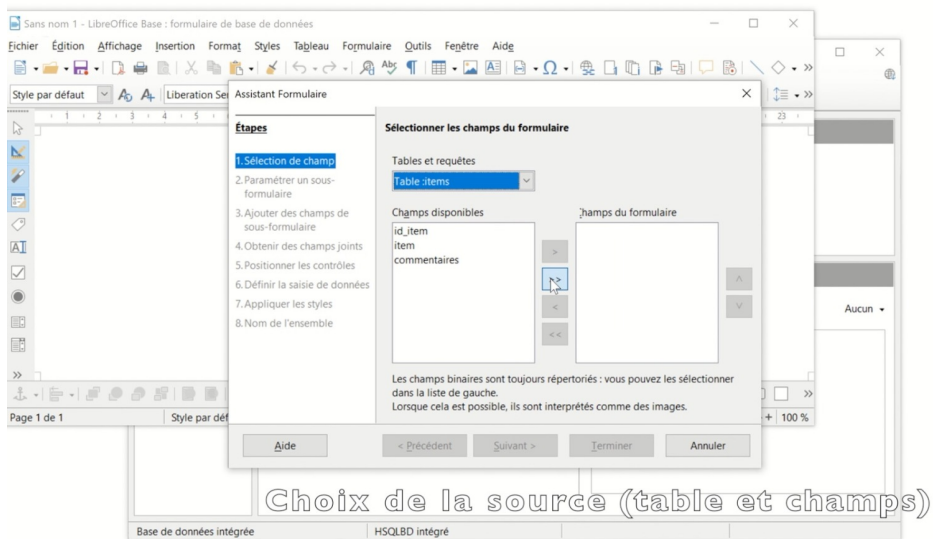 Sans nom 1 - LibreOffice Base : formulaire de base de données
Fichier Édition Affichage Insertion Format Styles Tableau Formulaire Outils Fenêtre Aide
Style par défaut
Liberation Se
Assistant Formulaire
Étapes
1.Sélection de champ
2.Paramétrer un sous-
formulaire
3.Ajouter des champs de
sous-formulaire
4.Obtenir des champs joints
5.Positionner les contrôles
6.Définir la saisie de données
7.Appliquer les styles
8.Nom de l'ensemble
Sélectionner les champs du formulaire
Tables et requêtes
Table :items
Champs disponibles
id_item
item
commentaires
>
>>
<
<<
hamps du formulaire
Les champs binaires sont toujours répertoriés : vous pouvez les sélectionner
dans la liste de gauche.
Lorsque cela est possible, ils sont interprétés comme des images.
Aide
< Précédent
Suivant >
Terminer
Annuler
Aucun
Page 1 de 1
Style par déf
100 %
Choix de la source (table et champs)
Base de données intégrée
HSQLBD intégré